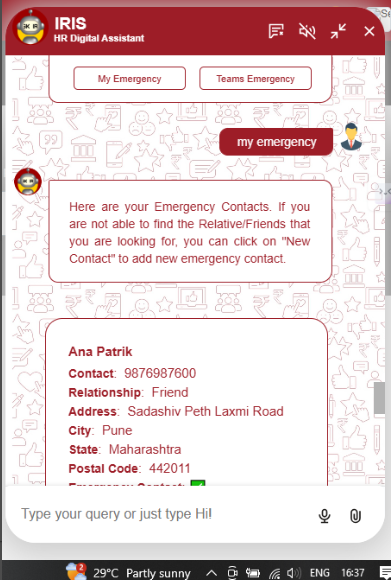 IRIS
HR Digital Assistant
My Emergency
Teams Emergency
my emergency
Here are your Emergency Contacts. If you
are not able to find the Relative/Friends that
you are looking for, you can click on "New
Contact" to add new emergency contact.
Ana Patrik
Contact: 9876987600
Relationship: Friend
Address: Sadashiv Peth Laxmi Road
City: Pune
State: Maharashtra
Postal Code: 442011
Emergency Contact:
Type your query or just type Hi!
2
29°C Partly sunny
ENG 16:37